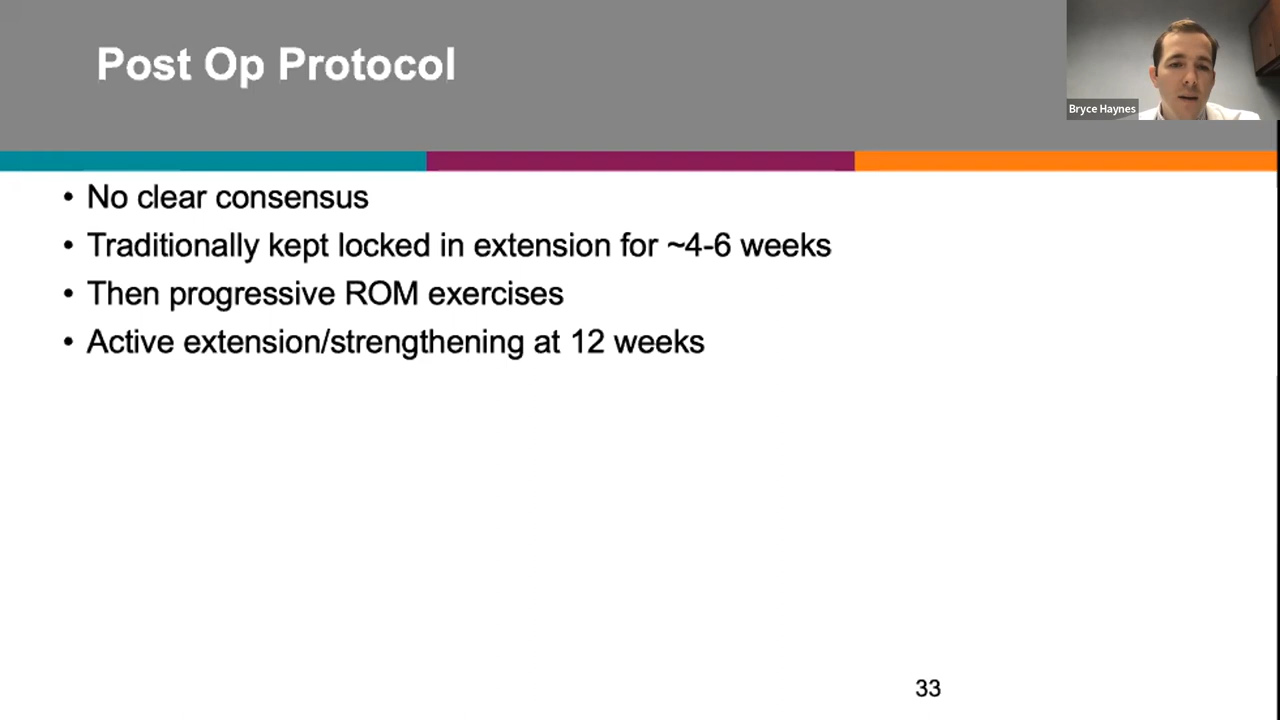 Post Op Protocol
Bryce Haynes
• No clear consensus
• Traditionally kept locked in extension for ~4-6 weeks
• Then progressive ROM exercises
• Active extension/strengthening at 12 weeks
33